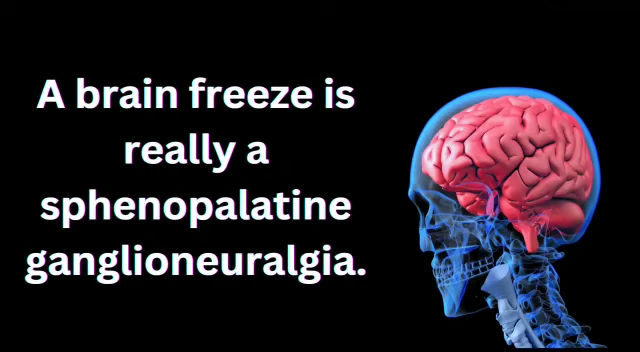 A brain freeze is
really a
sphenopalatine
ganglioneuralgia.